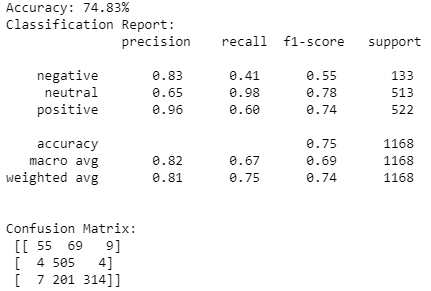 Accuracy: 74.83%
Classification Report:
precision recall f1-score support
negative 0.83 0.41 0.55 133
neutral 0.65 0.98 0.78 513
positive 0.96 0.60 0.74 522
accuracy 0.75 1168
macro avg 0.82 0.67 0.69 1168
weighted avg 0.81 0.75 0.74 1168
Confusion Matrix:
[[ 55 69 9]
[ 4 505 4]
[ 7 201 314]]